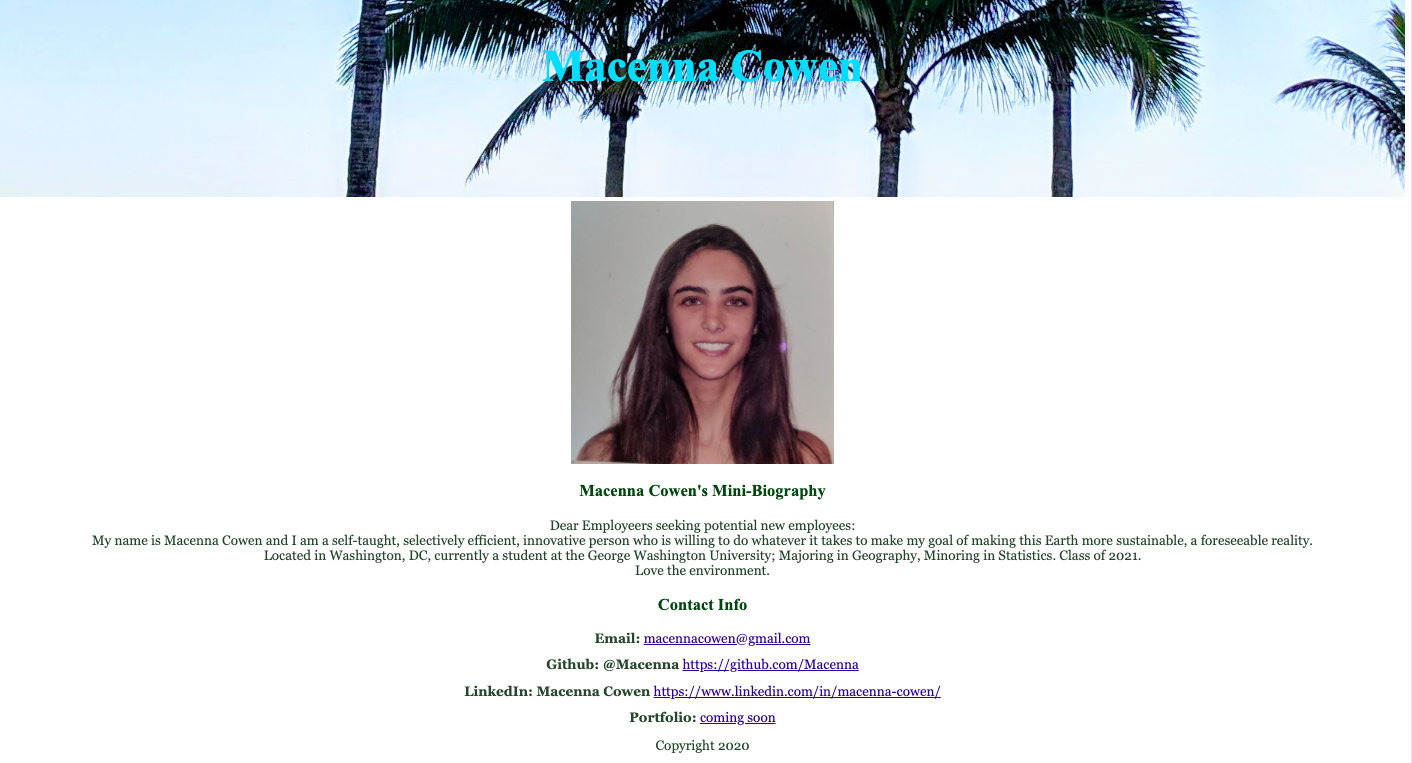 Macenna Cowen
Macenna Cowen's Mini-Biography
Dear Employeers seeking potential new employees:
My name is Macenna Cowen and I am a self-taught, selectively efficient, innovative person who is willing to do whatever it takes to make my goal of making this Earth more sustainable, a foreseeable reality.
Located in Washington, DC, currently a student at the George Washington University; Majoring in Geography, Minoring in Statistics. Class of 2021.
Love the environment.
Contact Info
Email: macennacowen@gmail.com
Github: @Macenna https://github.com/Macenna
LinkedIn: Macenna Cowen https://www.linkedin.com/in/macenna-cowen/
Portfolio: coming soon
Copyright 2020